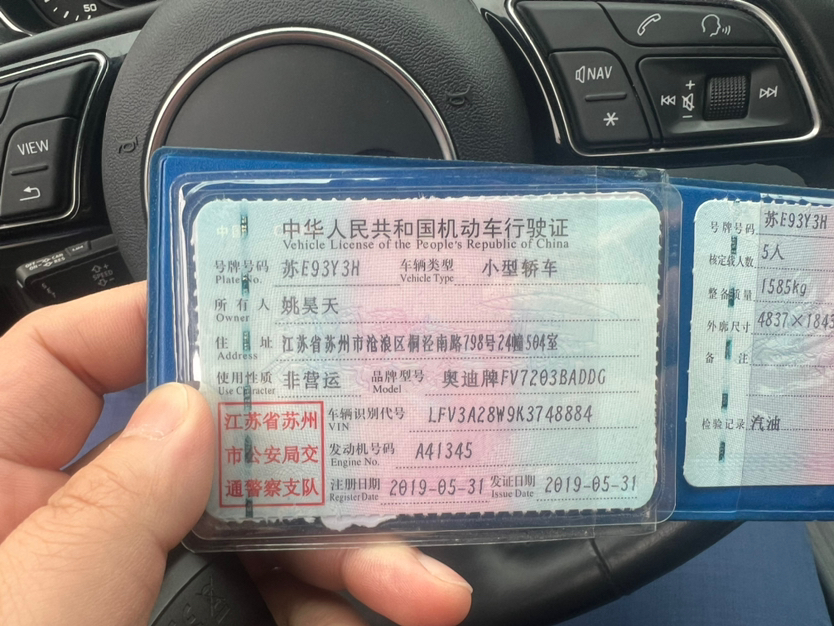 50
VIEW
NAV
中华人民共和国机动车行驶证
Vehicle License of the People's Republic of China
号牌号码 苏E93Y3H 车辆类型 小型轿车
Plate No. Vehicle Type
所有人 姚昊天
Owner
住址 江苏省苏州市沧浪区桐泾南路798号24幢504室
Address
使用性质 非营运 品牌型号 奥迪牌FV7203BADDG
Use Character Model
江苏省苏州
市公安局交
通警察支队
车辆识别代号 LFV3A28W9K3748884
VIN
发动机号码 A41345
Engine No.
注册日期 2019-05-31 发证日期 2019-05-31
Register Date Issue Date
号牌号码 苏E93Y3H
核定载人数 5人
整备质量 1585kg
外廓尺寸 4837×1843
备注
检验记录 汽油